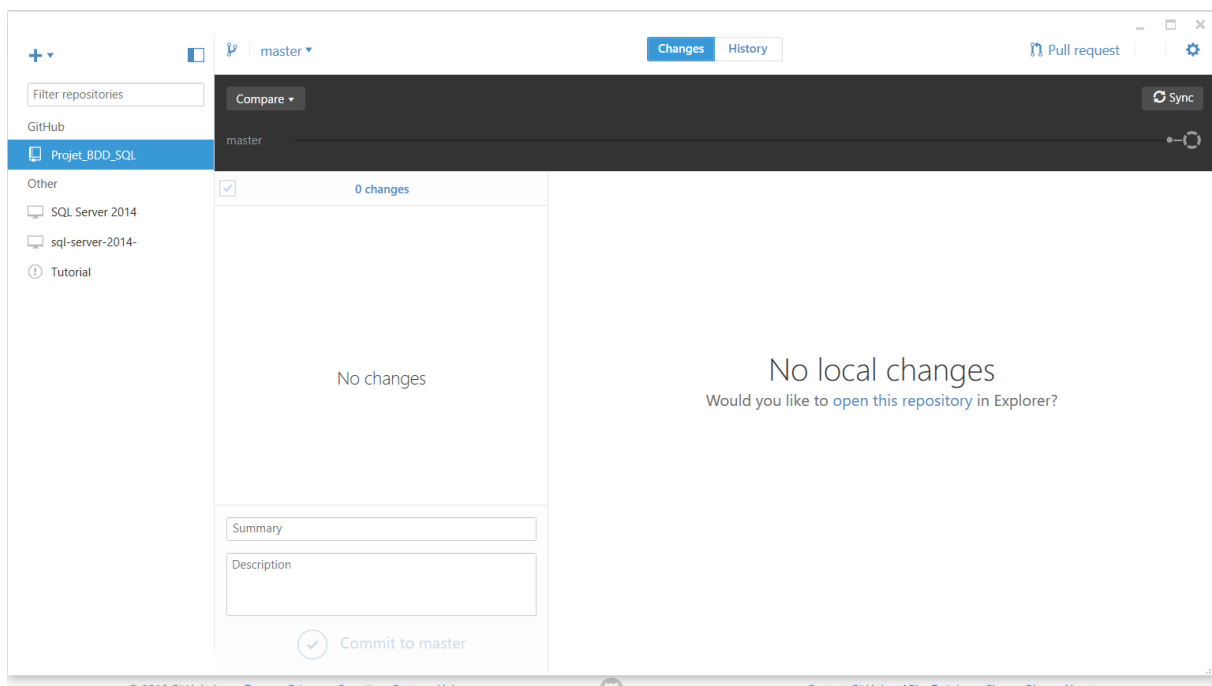 master
Changes
History
Pull request
Filter repositories
GitHub
Projet_BDD_SQL
Other
SQL Server 2014
sql-server-2014-
Tutorial
Compare
Sync
master
0 changes
No changes
No local changes
Would you like to open this repository in Explorer?
Summary
Description
Commit to master